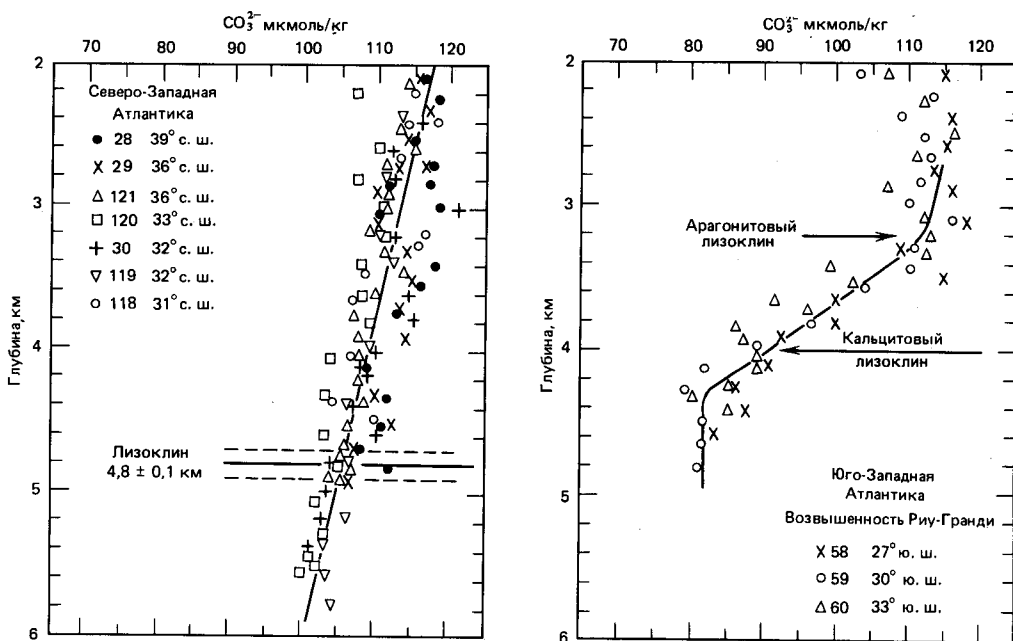 CO₃²⁻ мкмоль/кг
70 80 90 100 110 120
2
3
4
5
6
Глубина, км
Северо-Западная
Атлантика
28 39° с. ш.
29 36° с. ш.
121 36° с. ш.
120 33° с. ш.
30 32° с. ш.
119 32° с. ш.
118 31° с. ш.
Лизоклин
4,8 ± 0,1 км
CO₃²⁻ мкмоль/кг
70 80 90 100 110 120
2
3
4
5
6
Глубина, км
Арагонитовый
лизоклин
Кальцитовый
лизоклин
Юго-Западная
Атлантика
Возвышенность Риу-Гранди
58 27° ю. ш.
59 30° ю. ш.
60 33° ю. ш.